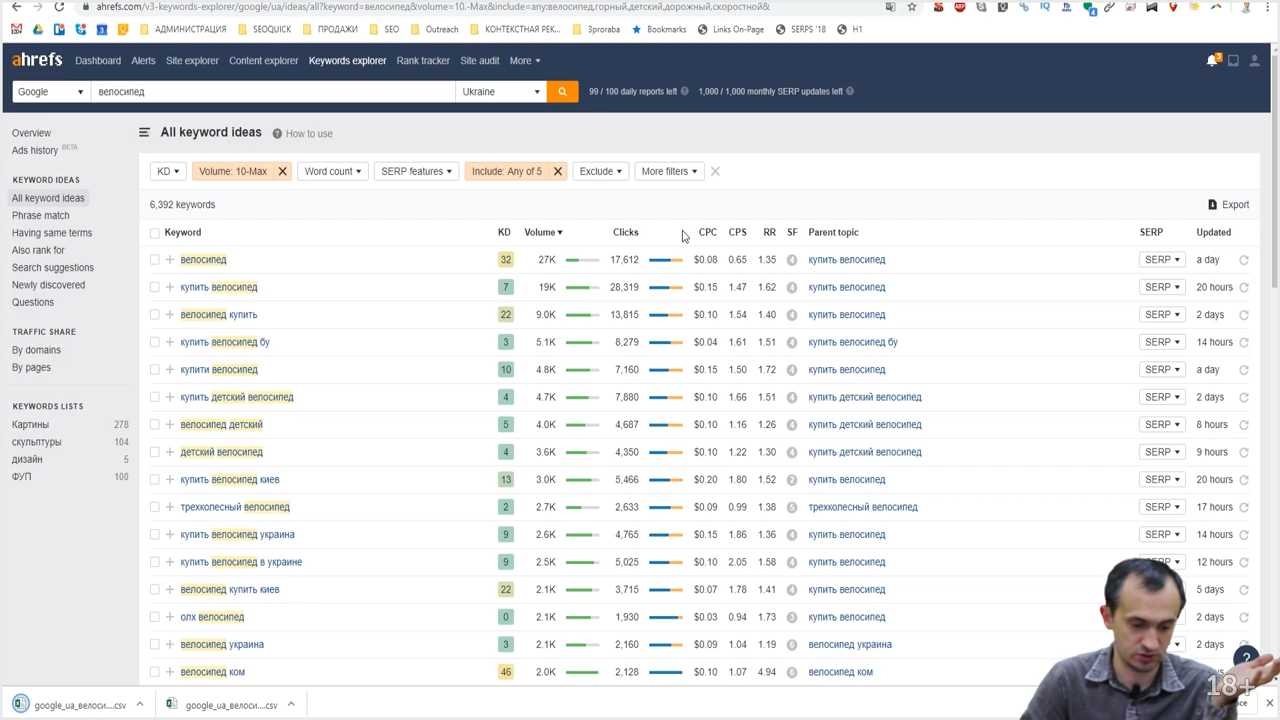 ahrefs.com/v3-keywords-explorer/google/ua/ideas/all?keyword=велосипед&volume=10.-Max&include=any:велосипед,горный,детский,дорожный,скоростной&
АДМИНИСТРАЦИЯ SEOQUICK ПРОДАЖИ SEO Outreach КОНТЕКСТНАЯ РЕК... 3proraba Bookmarks Links On-Page SERPS '18 H1
ahrefs Dashboard Alerts Site explorer Content explorer Keywords explorer Rank tracker Site audit More
Google велосипед Ukraine 99 / 100 daily reports left 1,000 / 1,000 monthly SERP updates left
Overview
Ads history BETA
KEYWORD IDEAS
All keyword ideas
Phrase match
Having same terms
Also rank for
Search suggestions
Newly discovered
Questions
TRAFFIC SHARE
By domains
By pages
KEYWORDS LISTS
Картины 278
скульптуры 104
дизайн 5
ФУП 100
All keyword ideas ? How to use
KD Volume: 10-Max Word count SERP features Include: Any of 5 Exclude More filters
6,392 keywords Export
Keyword KD Volume Clicks CPC CPS RR SF Parent topic SERP Updated
велосипед 32 27K 17,612 $0.08 0.65 1.35 4 купить велосипед SERP a day
купить велосипед 7 19K 28,319 $0.15 1.47 1.62 4 купить велосипед SERP 20 hours
велосипед купить 22 9.0K 13,815 $0.10 1.54 1.40 4 купить велосипед SERP 2 days
купить велосипед бу 3 5.1K 8,279 $0.04 1.61 1.51 4 купить велосипед бу SERP 14 hours
купити велосипед 10 4.8K 7,160 $0.15 1.50 1.72 4 купить велосипед SERP a day
купить детский велосипед 4 4.7K 7,880 $0.10 1.66 1.51 4 купить детский велосипед SERP 2 days
велосипед детский 5 4.0K 4,687 $0.10 1.16 1.26 4 купить детский велосипед SERP 8 hours
детский велосипед 4 3.6K 4,350 $0.10 1.22 1.30 4 купить детский велосипед SERP 9 hours
купить велосипед киев 13 3.0K 5,466 $0.20 1.80 1.52 2 купить велосипед SERP 20 hours
трехколесный велосипед 2 2.7K 2,633 $0.09 0.99 1.38 5 трехколесный велосипед SERP 17 hours
купить велосипед украина 9 2.6K 4,765 $0.15 1.86 1.36 4 купить велосипед SERP 14 hours
купить велосипед в украине 9 2.5K 5,025 $0.10 2.05 1.58 4 купить велосипед SERP 12 hours
велосипед купить киев 22 2.1K 3,715 $0.07 1.78 1.41 4 купить велосипед 5 days
олх велосипед 0 2.1K 1,930 $0.03 0.94 1.73 3 купить велосипед 2 days
велосипед украина 3 2.1K 2,160 $0.09 1.04 1.19 6 велосипед украина 2 days
велосипед ком 46 2.0K 2,128 $0.10 1.07 4.94 6 велосипед ком
?
18+
google_ua_велоси....csv google_ua_велоси....csv